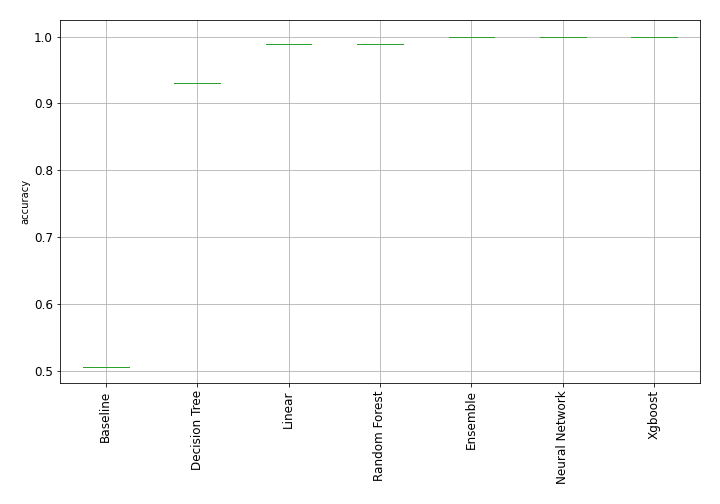 1.0
0.9
0.8
0.7
0.6
0.5
accuracy
Baseline
Decision Tree
Linear
Random Forest
Ensemble
Neural Network
Xgboost